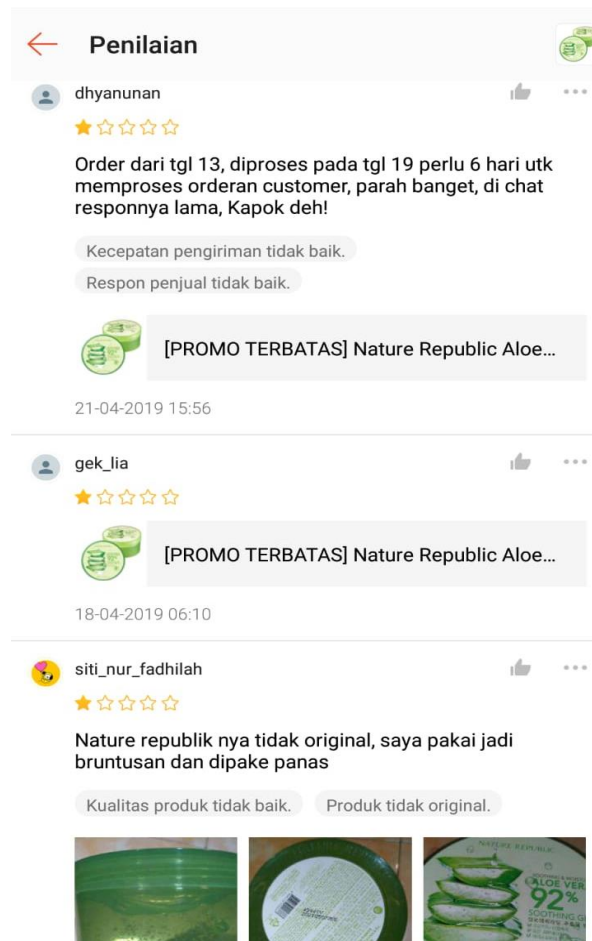 Penilaian
dhyanunan
Order dari tgl 13, diproses pada tgl 19 perlu 6 hari utk
memproses orderan customer, parah banget, di chat
responnya lama, Kapok deh!
Kecepatan pengiriman tidak baik.
Respon penjual tidak baik.
[PROMO TERBATAS] Nature Republic Aloe...
21-04-2019 15:56
gek_lia
[PROMO TERBATAS] Nature Republic Aloe...
18-04-2019 06:10
siti_nur_fadhilah
Nature republik nya tidak original, saya pakai jadi
bruntusan dan dipake panas
Kualitas produk tidak baik.
Produk tidak original.
NATURE REPUBLIC
ALOE VERA
92%
SOOTHING